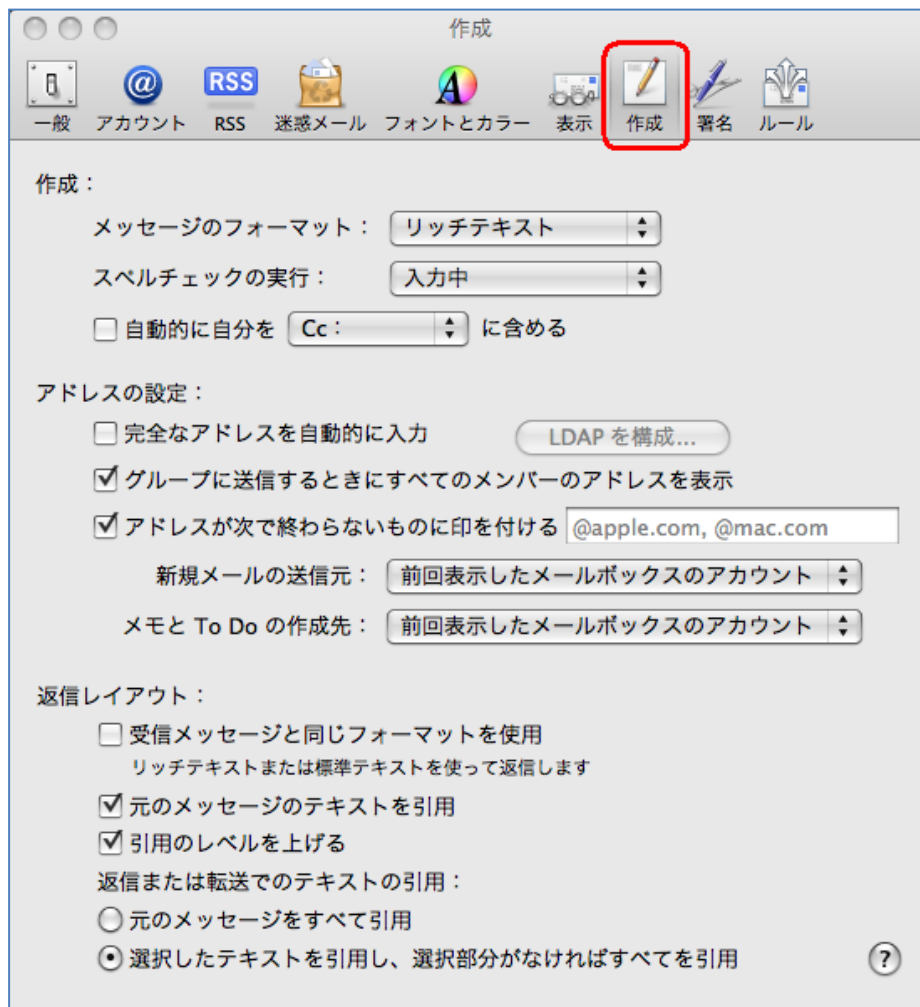 作成
RSS
一般 アカウント RSS 迷惑メール フォントとカラー 表示 作成 署名 ルール
作成：
メッセージのフォーマット： リッチテキスト
スペルチェックの実行： 入力中
自動的に自分を Cc： に含める
アドレスの設定：
完全なアドレスを自動的に入力 LDAP を構成...
グループに送信するときにすべてのメンバーのアドレスを表示
アドレスが次で終わらないものに印を付ける @apple.com, @mac.com
新規メールの送信元： 前回表示したメールボックスのアカウント
メモと To Do の作成先： 前回表示したメールボックスのアカウント
返信レイアウト：
受信メッセージと同じフォーマットを使用
リッチテキストまたは標準テキストを使って返信します
元のメッセージのテキストを引用
引用のレベルを上げる
返信または転送でのテキストの引用：
元のメッセージをすべて引用
選択したテキストを引用し、選択部分がなければすべてを引用 ?